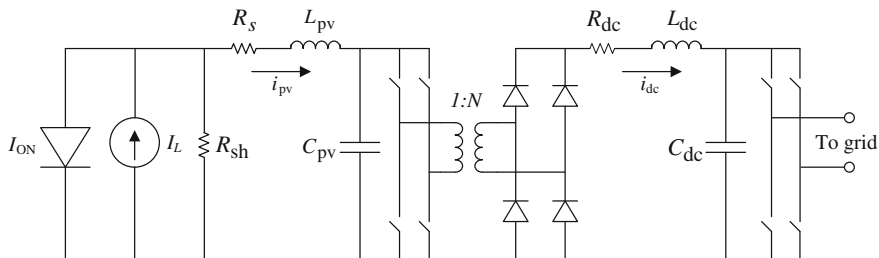 R_s L_pv R_dc L_dc
i_pv 1:N i_dc
I_ON I_L R_sh C_pv C_dc To grid